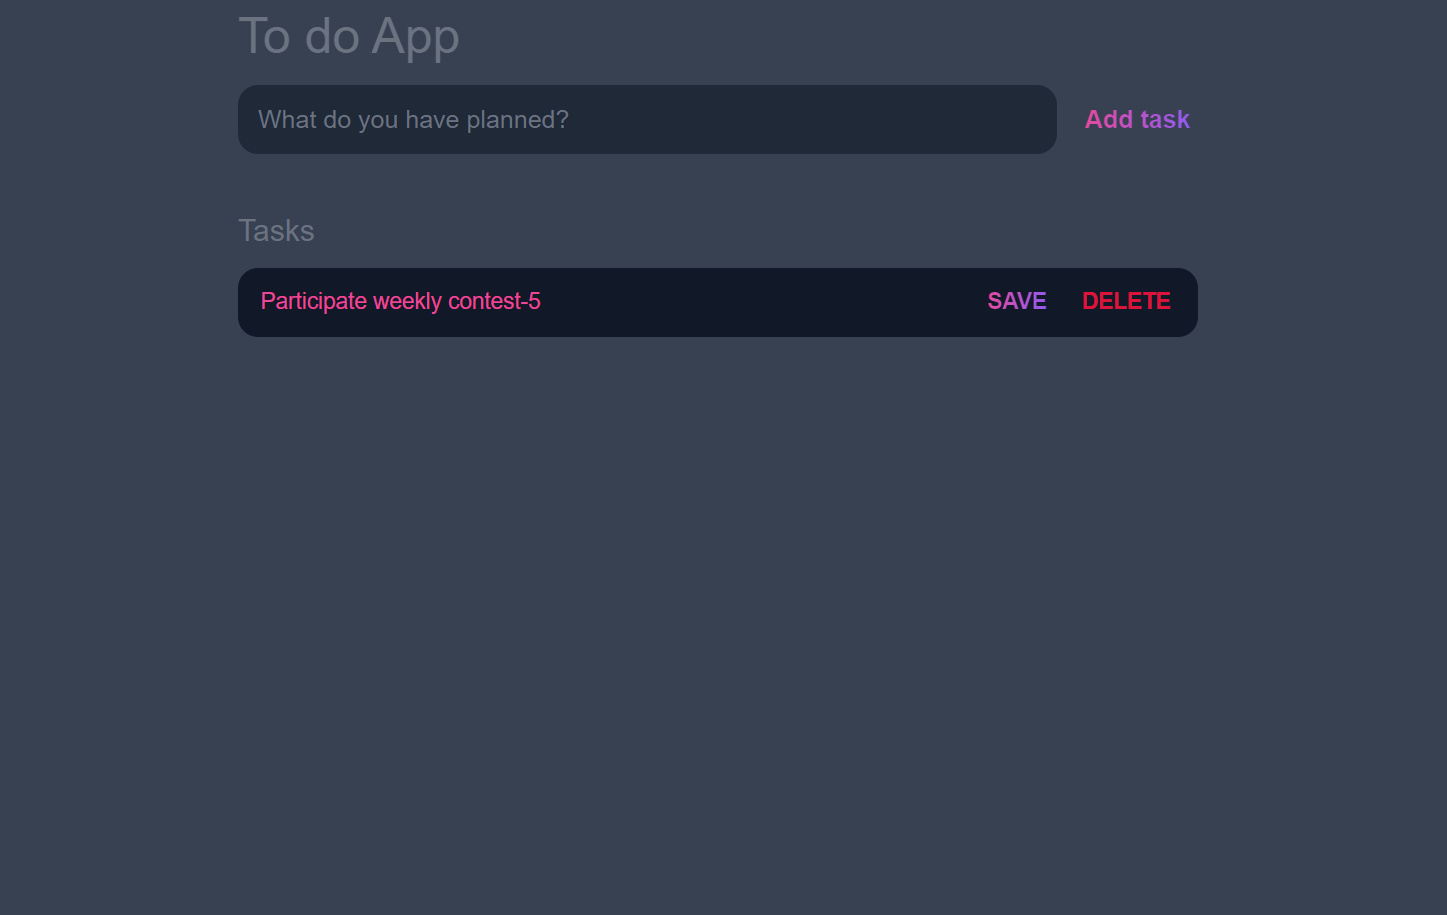 To do App
What do you have planned? Add task
Tasks
Participate weekly contest-5 SAVE DELETE